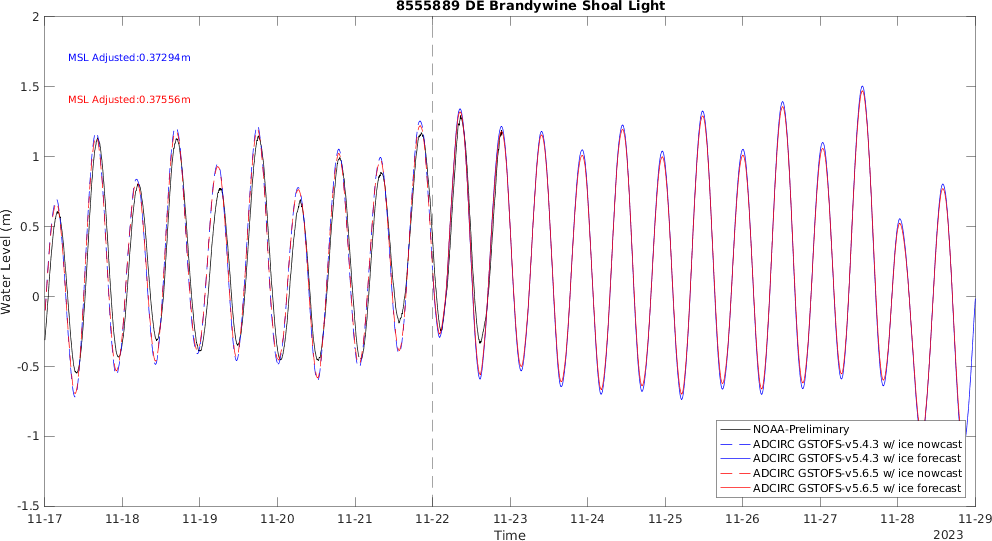 8555889 DE Brandywine Shoal Light
MSL Adjusted:0.37294m
MSL Adjusted:0.37556m
Water Level (m)
2
1.5
1
0.5
0
-0.5
-1
-1.5
NOAA-Preliminary
ADCIRC GSTOFS-v5.4.3 w/ ice nowcast
ADCIRC GSTOFS-v5.4.3 w/ ice forecast
ADCIRC GSTOFS-v5.6.5 w/ ice nowcast
ADCIRC GSTOFS-v5.6.5 w/ ice forecast
11-17 11-18 11-19 11-20 11-21 11-22 11-23 11-24 11-25 11-26 11-27 11-28 11-29
Time
2023